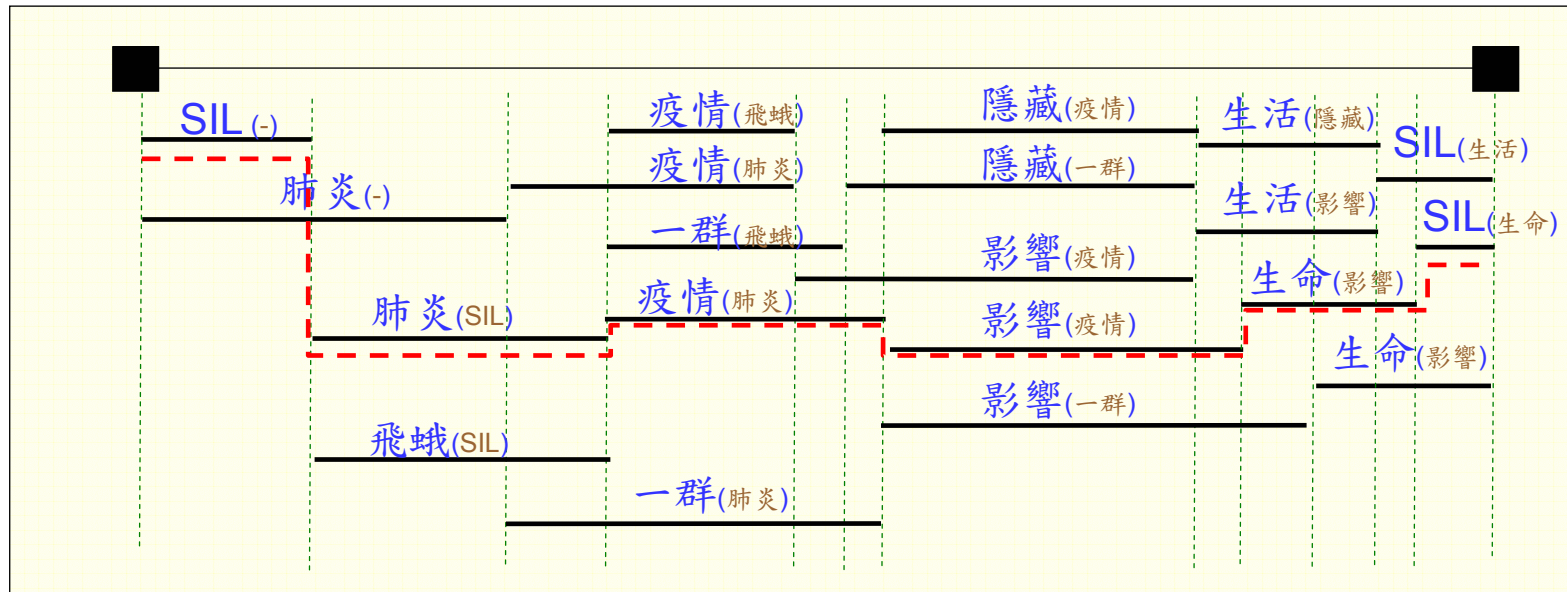 SIL (-)
疫情(飛蛾)
隱藏(疫情)
生活(隱藏)
SIL(生活)
肺炎(-)
疫情(肺炎)
隱藏(一群)
生活(影響)
SIL(生命)
一群(飛蛾)
影響(疫情)
生命(影響)
肺炎(SIL)
疫情(肺炎)
影響(疫情)
生命(影響)
影響(一群)
飛蛾(SIL)
一群(肺炎)